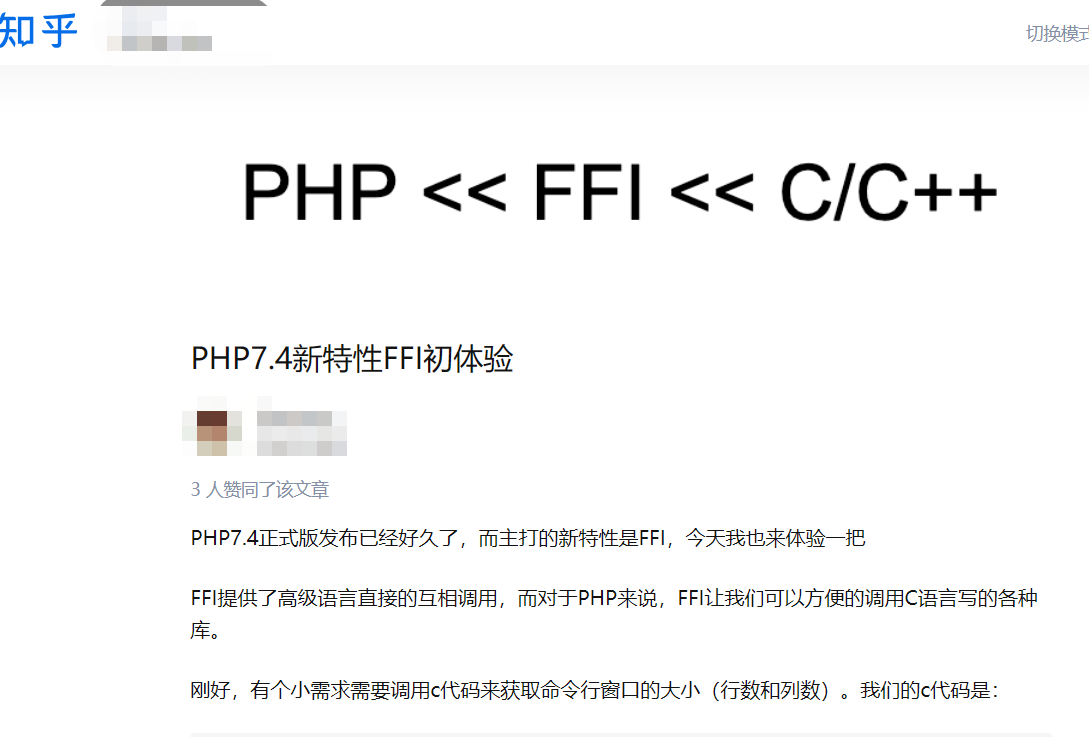 知乎
切换模式
PHP << FFI << C/C++
PHP7.4新特性FFI初体验
3 人赞同了该文章
PHP7.4正式版发布已经好久了，而主打的新特性是FFI，今天我也来体验一把
FFI提供了高级语言直接的互相调用，而对于PHP来说，FFI让我们可以方便的调用C语言写的各种
库。
刚好，有个小需求需要调用c代码来获取命令行窗口的大小（行数和列数）。我们的c代码是：